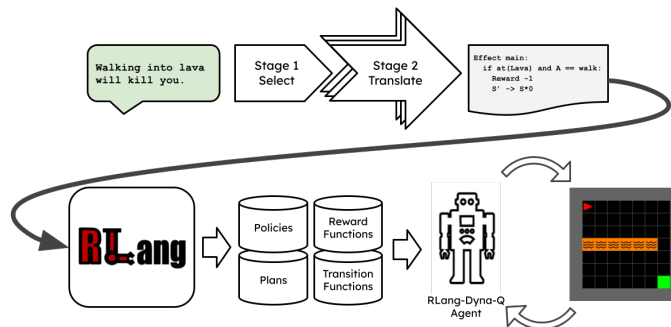 Walking into lava
will kill you.
Stage 1
Select
Stage 2
Translate
Effect main:
if at(Lava) and A == walk:
Reward -1
S' -> S*0
RLang
Policies
Reward
Functions
Plans
Transition
Functions
RLang-Dyna-Q
Agent